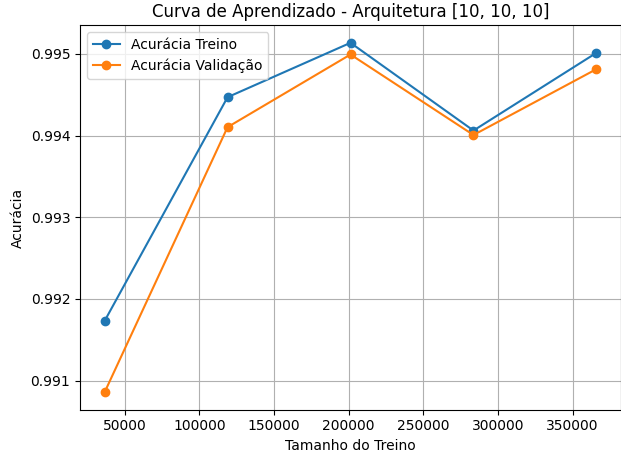 Curva de Aprendizado - Arquitetura [10, 10, 10]
Acurácia Treino
Acurácia Validação
0.995
0.994
0.993
0.992
0.991
Acurácia
50000 100000 150000 200000 250000 300000 350000
Tamanho do Treino